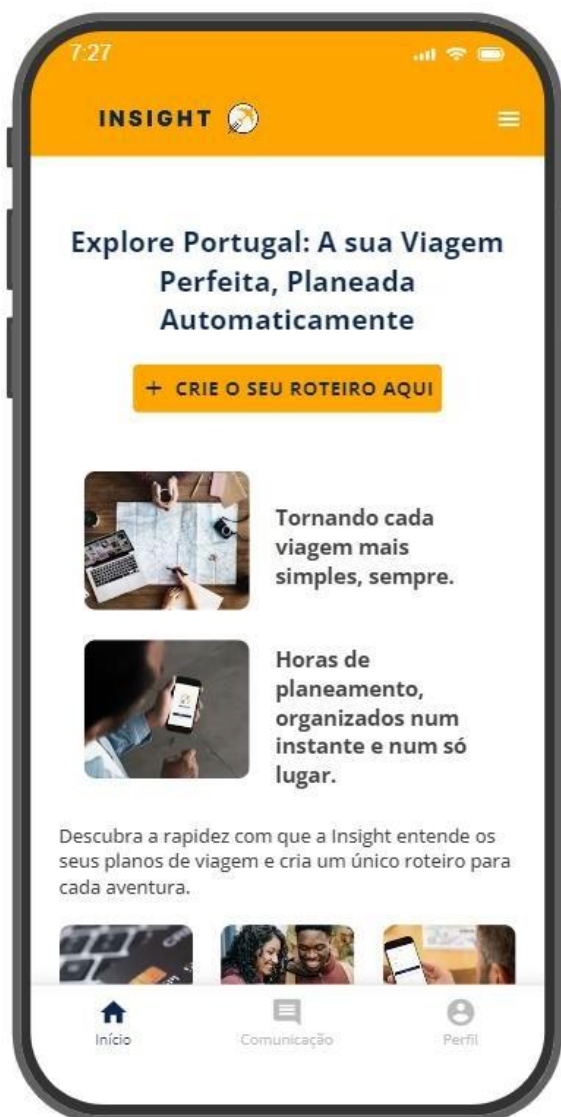 7:27
INSIGHT
Explore Portugal: A sua Viagem
Perfeita, Planeada
Automaticamente
+ CRIE O SEU ROTEIRO AQUI
Tornando cada
viagem mais
simples, sempre.
Horas de
planeamento,
organizados num
instante e num só
lugar.
Descubra a rapidez com que a Insight entende os
seus planos de viagem e cria um único roteiro para
cada aventura.
Início
Comunicação
Perfil